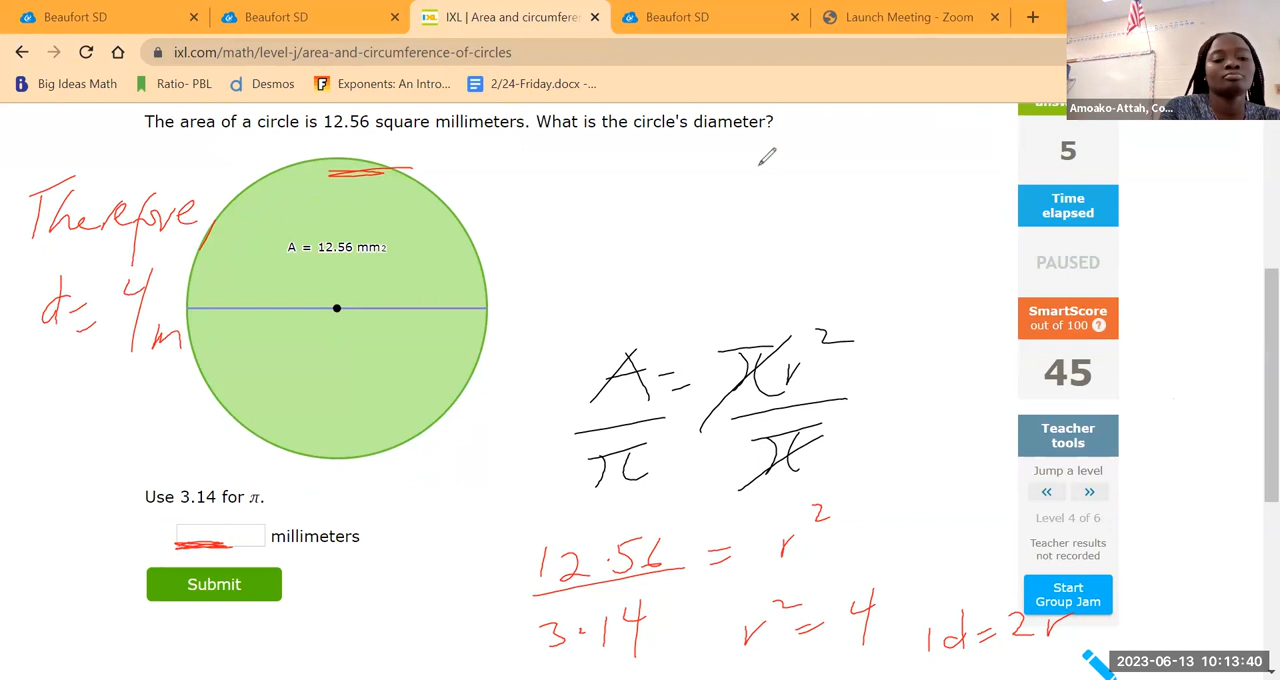 Beaufort SD
Beaufort SD
IXL | Area and circumferen
Beaufort SD
Launch Meeting - Zoom
ixl.com/math/level-j/area-and-circumference-of-circles
Big Ideas Math
Ratio- PBL
Desmos
Exponents: An Intro...
2/24-Friday.docx -...
Amoako-Attah, Co...
The area of a circle is 12.56 square millimeters. What is the circle's diameter?
A = 12.56 mm2
Therefore
d = 4 m
A = πr²
π π
12.56 = r²
3.14
r² = 4
d = 2r
Use 3.14 for π.
millimeters
Submit
5
Time
elapsed
PAUSED
SmartScore
out of 100 ?
45
Teacher
tools
Jump a level
Level 4 of 6
Teacher results
not recorded
Start
Group Jam
2023-06-13 10:13:40